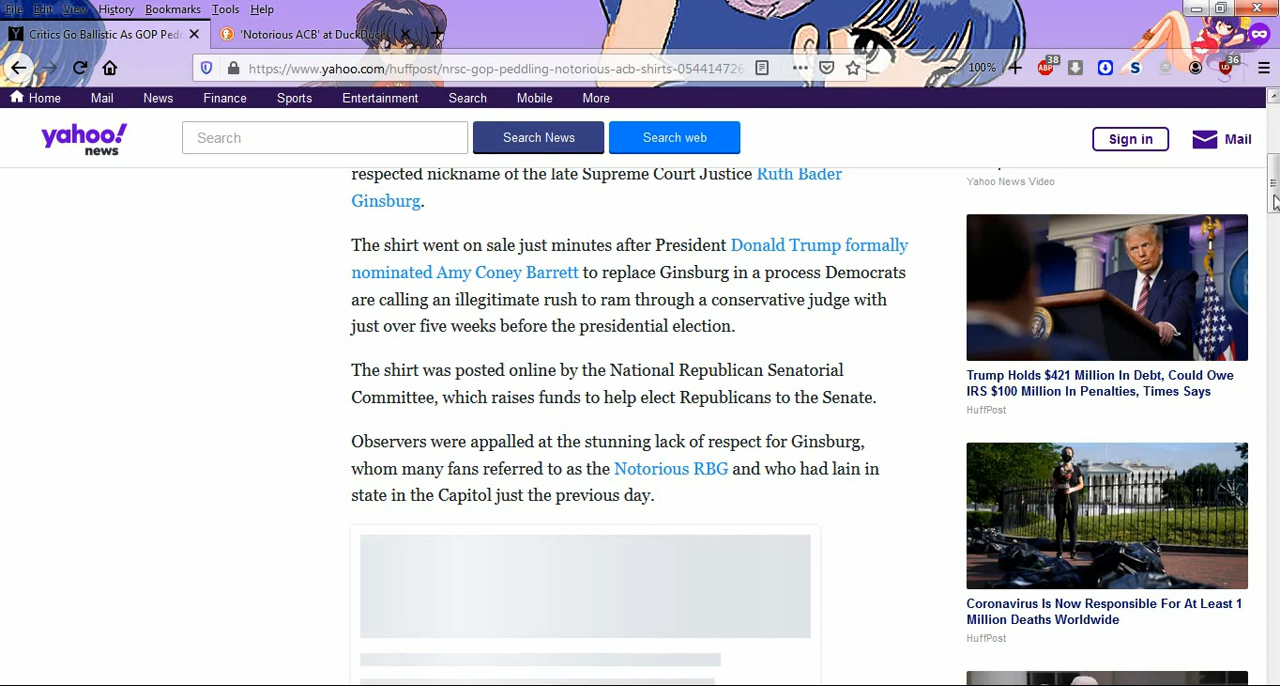 File Edit View History Bookmarks Tools Help
Critics Go Ballistic As GOP Ped
'Notorious ACB' at DuckDuck
https://www.yahoo.com/huffpost/nrsc-gop-peddling-notorious-acb-shirts-054414726
100%
38
36
Home Mail News Finance Sports Entertainment Search Mobile More
yahoo!
news
Search
Search News
Search web
Sign in
Mail
respected nickname of the late Supreme Court Justice Ruth Bader
Ginsburg.
The shirt went on sale just minutes after President Donald Trump formally
nominated Amy Coney Barrett to replace Ginsburg in a process Democrats
are calling an illegitimate rush to ram through a conservative judge with
just over five weeks before the presidential election.
The shirt was posted online by the National Republican Senatorial
Committee, which raises funds to help elect Republicans to the Senate.
Observers were appalled at the stunning lack of respect for Ginsburg,
whom many fans referred to as the Notorious RBG and who had lain in
state in the Capitol just the previous day.
Yahoo News Video
Trump Holds $421 Million In Debt, Could Owe
IRS $100 Million In Penalties, Times Says
HuffPost
Coronavirus Is Now Responsible For At Least 1
Million Deaths Worldwide
HuffPost